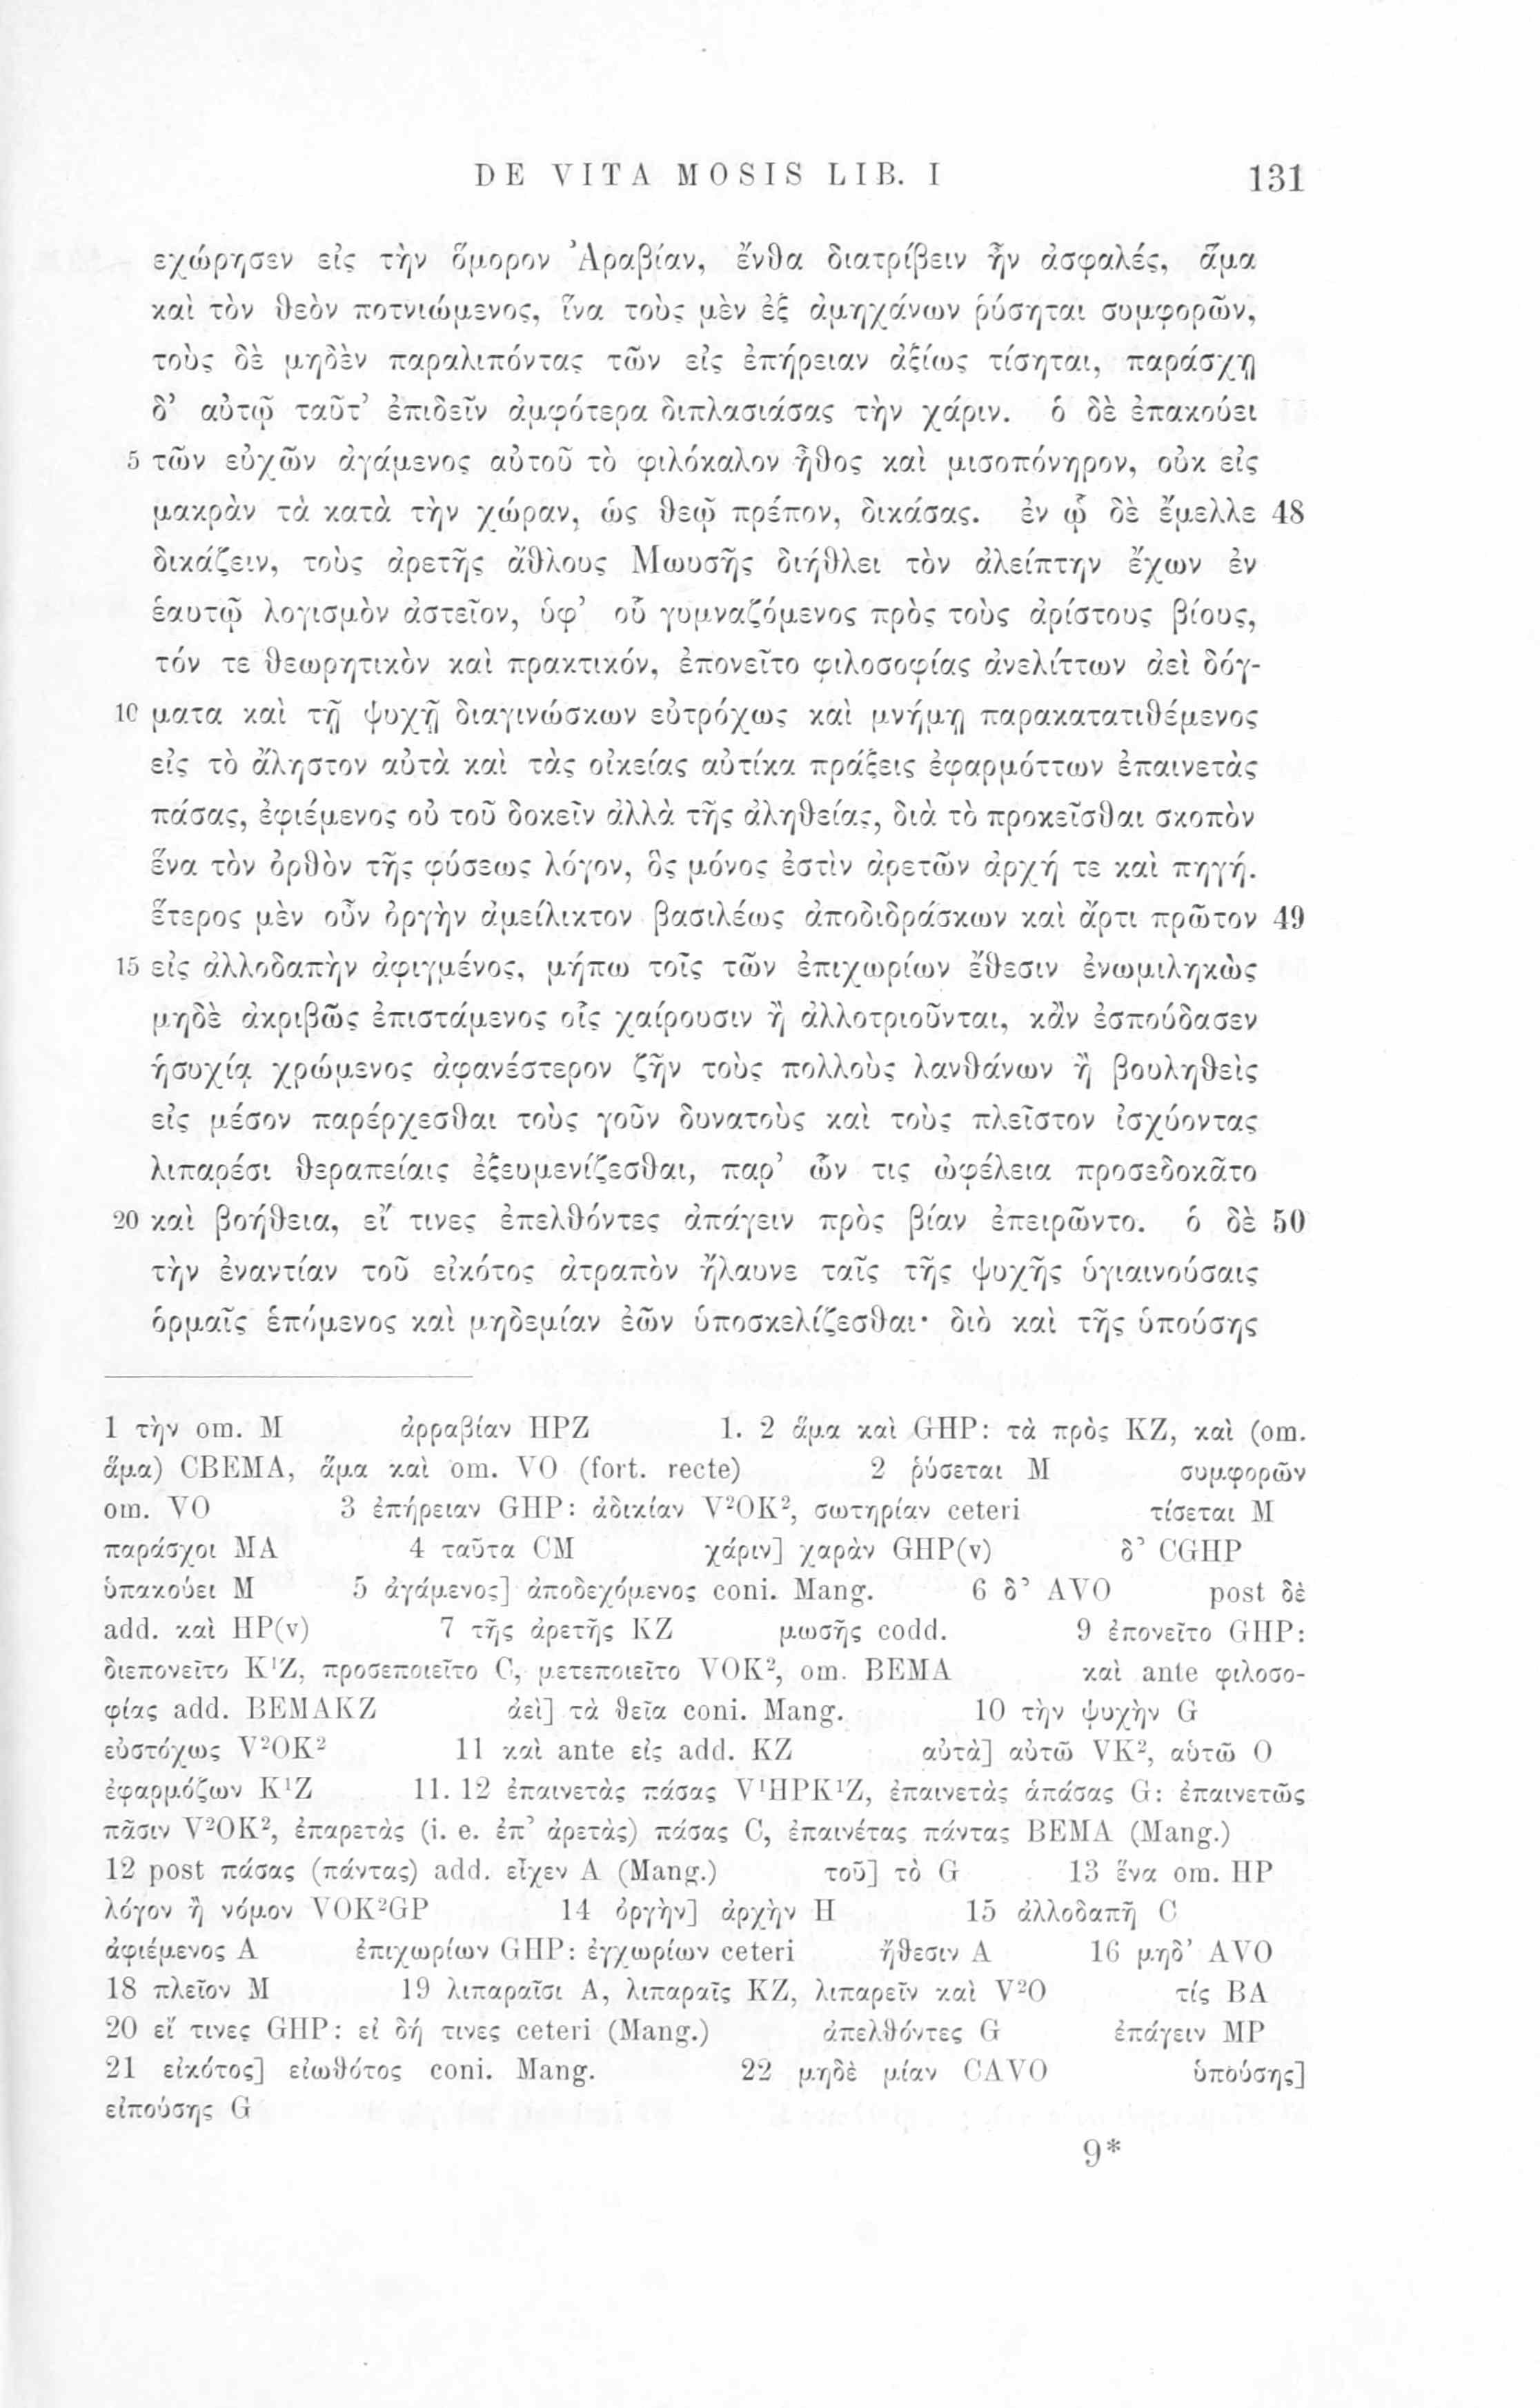 DE VITA MOSIS LIB. I 131
εχώρησεν εἰς τὴν ὅμορον Ἀραβίαν, ἔνθα διατρίβειν ἦν ἀσφαλές, ἅμα
καὶ τὸν θεὸν ποτνιώμενος, ἵνα τοὺς μὲν ἐξ ἀμηχάνων ῥύσηται συμφορῶν,
τοὺς δὲ μηδὲν παραλιπόντας τῶν εἰς ἐπήρειαν ἀξίως τίσηται, παράσχῃ
δ’ αὐτῷ ταῦτ’ ἐπιδεῖν ἀμφότερα διπλασιάσας τὴν χάριν. ὁ δὲ ἐπακούει
5 τῶν εὐχῶν ἀγάμενος αὐτοῦ τὸ φιλόκαλον ἦθος καὶ μισοπόνηρον, οὐκ εἰς
μακρὰν τὰ κατὰ τὴν χώραν, ὡς θεῷ πρέπον, δικάσας. ἐν ᾧ δὲ ἔμελλε 48
δικάζειν, τοὺς ἀρετῆς ἄθλους Μωυσῆς διήθλει τὸν ἀλείπτην ἔχων ἐν
ἑαυτῷ λογισμὸν ἀστεῖον, ὑφ’ οὗ γυμναζόμενος πρὸς τοὺς ἀρίστους βίους,
τόν τε θεωρητικὸν καὶ πρακτικόν, ἐπονεῖτο φιλοσοφίας ἀνελίττων ἀεὶ δόγ-
10 ματα καὶ τῇ ψυχῇ διαγινώσκων εὐτρόχως καὶ μνήμῃ παρακατατιθέμενος
εἰς τὸ ἄληστον αὐτὰ καὶ τὰς οἰκείας αὐτίκα πράξεις ἐφαρμόττων ἐπαινετὰς
πάσας, ἐφιέμενος οὐ τοῦ δοκεῖν ἀλλὰ τῆς ἀληθείας, διὰ τὸ προκεῖσθαι σκοπὸν
ἕνα τὸν ὀρθὸν τῆς φύσεως λόγον, ὃς μόνος ἐστὶν ἀρετῶν ἀρχή τε καὶ πηγή.
ἕτερος μὲν οὖν ὀργὴν ἀμείλικτον βασιλέως ἀποδιδράσκων καὶ ἄρτι πρῶτον 49
15 εἰς ἀλλοδαπὴν ἀφιγμένος, μήπω τοῖς τῶν ἐπιχωρίων ἔθεσιν ἐνωμιληκὼς
μηδὲ ἀκριβῶς ἐπιστάμενος οἷς χαίρουσιν ἢ ἀλλοτριοῦνται, κἂν ἐσπούδασεν
ἡσυχίᾳ χρώμενος ἀφανέστερον ζῆν τοὺς πολλοὺς λανθάνων ἢ βουληθεὶς
εἰς μέσον παρέρχεσθαι τοὺς γοῦν δυνατοὺς καὶ τοὺς πλεῖστον ἰσχύοντας
λιπαρέσι θεραπείαις ἐξευμενίζεσθαι, παρ’ ὧν τις ὠφέλεια προσεδοκᾶτο
20 καὶ βοήθεια, εἴ τινες ἐπελθόντες ἀπάγειν πρὸς βίαν ἐπειρῶντο. ὁ δὲ 50
τὴν ἐναντίαν τοῦ εἰκότος ἀτραπὸν ἤλαυνε ταῖς τῆς ψυχῆς ὑγιαινούσαις
ὁρμαῖς ἑπόμενος καὶ μηδεμίαν ἐῶν ὑποσκελίζεσθαι· διὸ καὶ τῆς ὑπούσης
1 τὴν om. M ἀρραβίαν HPZ 1. 2 ἅμα καὶ GHP: τὰ πρὸς KZ, καὶ (om.
ἅμα) CBEMA, ἅμα καὶ om. VO (fort. recte) 2 ῥύσεται M συμφορῶν
om. VO 3 ἐπήρειαν GHP: ἀδικίαν V²OK², σωτηρίαν ceteri τίσεται M
παράσχοι MA 4 ταῦτα CM χάριν] χαρὰν GHP(v) δ’ CGHP
ὑπακούει M 5 ἀγάμενος] ἀποδεχόμενος coni. Mang. 6 δ’ AVO post δὲ
add. καὶ HP(v) 7 τῆς ἀρετῆς KZ μωσῆς codd. 9 ἐπονεῖτο GHP:
διεπονεῖτο K¹Z, προσεποιεῖτο C, μετεποιεῖτο VOK², om. BEMA καὶ ante φιλοσο-
φίας add. BEMAKZ ἀεὶ] τὰ θεῖα coni. Mang. 10 τὴν ψυχὴν G
εὐστόχως V²OK² 11 καὶ ante εἰς add. KZ αὐτὰ] αὐτῶ VK², αὑτῶ O
ἐφαρμόζων K¹Z 11. 12 ἐπαινετὰς πάσας V¹HPK¹Z, ἐπαινετὰς ἁπάσας G: ἐπαινετῶς
πᾶσιν V²OK², ἐπαρετὰς (i. e. ἐπ’ ἀρετὰς) πάσας C, ἐπαινέτας πάντας BEMA (Mang.)
12 post πάσας (πάντας) add. εἶχεν A (Mang.) τοῦ] τὸ G 13 ἕνα om. HP
λόγον ἢ νόμον VOK²GP 14 ὀργὴν] ἀρχὴν H 15 ἀλλοδαπῆ C
ἀφιέμενος A ἐπιχωρίων GHP: ἐγχωρίων ceteri ἤθεσιν A 16 μηδ’ AVO
18 πλεῖον M 19 λιπαραῖσι A, λιπαραῖς KZ, λιπαρεῖν καὶ V²O τίς BA
20 εἴ τινες GHP: εἰ δή τινες ceteri (Mang.) ἀπελθόντες G ἐπάγειν MP
21 εἰκότος] εἰωθότος coni. Mang. 22 μηδὲ μίαν CAVO ὑπούσης]
εἰπούσης G
9*